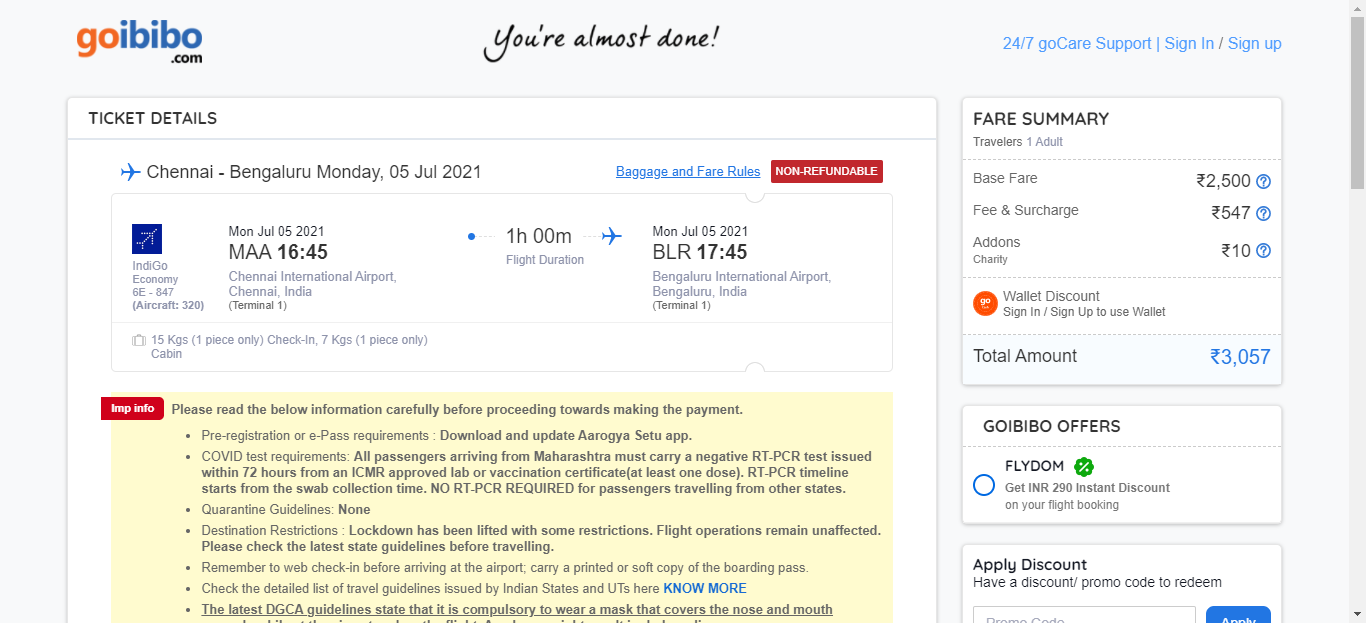 goibibo
.com
You're almost done!
24/7 goCare Support | Sign In / Sign up
TICKET DETAILS
Chennai - Bengaluru Monday, 05 Jul 2021
Baggage and Fare Rules
NON-REFUNDABLE
IndiGo
Economy
6E - 847
(Aircraft: 320)
Mon Jul 05 2021
MAA 16:45
Chennai International Airport,
Chennai, India
(Terminal 1)
1h 00m
Flight Duration
Mon Jul 05 2021
BLR 17:45
Bengaluru International Airport,
Bengaluru, India
(Terminal 1)
15 Kgs (1 piece only) Check-In, 7 Kgs (1 piece only)
Cabin
Imp info
Please read the below information carefully before proceeding towards making the payment.
• Pre-registration or e-Pass requirements : Download and update Aarogya Setu app.
• COVID test requirements: All passengers arriving from Maharashtra must carry a negative RT-PCR test issued
within 72 hours from an ICMR approved lab or vaccination certificate(at least one dose). RT-PCR timeline
starts from the swab collection time. NO RT-PCR REQUIRED for passengers travelling from other states.
• Quarantine Guidelines: None
• Destination Restrictions : Lockdown has been lifted with some restrictions. Flight operations remain unaffected.
Please check the latest state guidelines before travelling.
• Remember to web check-in before arriving at the airport; carry a printed or soft copy of the boarding pass.
• Check the detailed list of travel guidelines issued by Indian States and UTs here KNOW MORE
• The latest DGCA guidelines state that it is compulsory to wear a mask that covers the nose and mouth
FARE SUMMARY
Travelers 1 Adult
Base Fare ₹2,500 ?
Fee & Surcharge ₹547 ?
Addons
Charity
₹10 ?
go
Wallet Discount
Sign In / Sign Up to use Wallet
Total Amount ₹3,057
GOIBIBO OFFERS
FLYDOM
Get INR 290 Instant Discount
on your flight booking
Apply Discount
Have a discount/ promo code to redeem
Promo Code
Apply